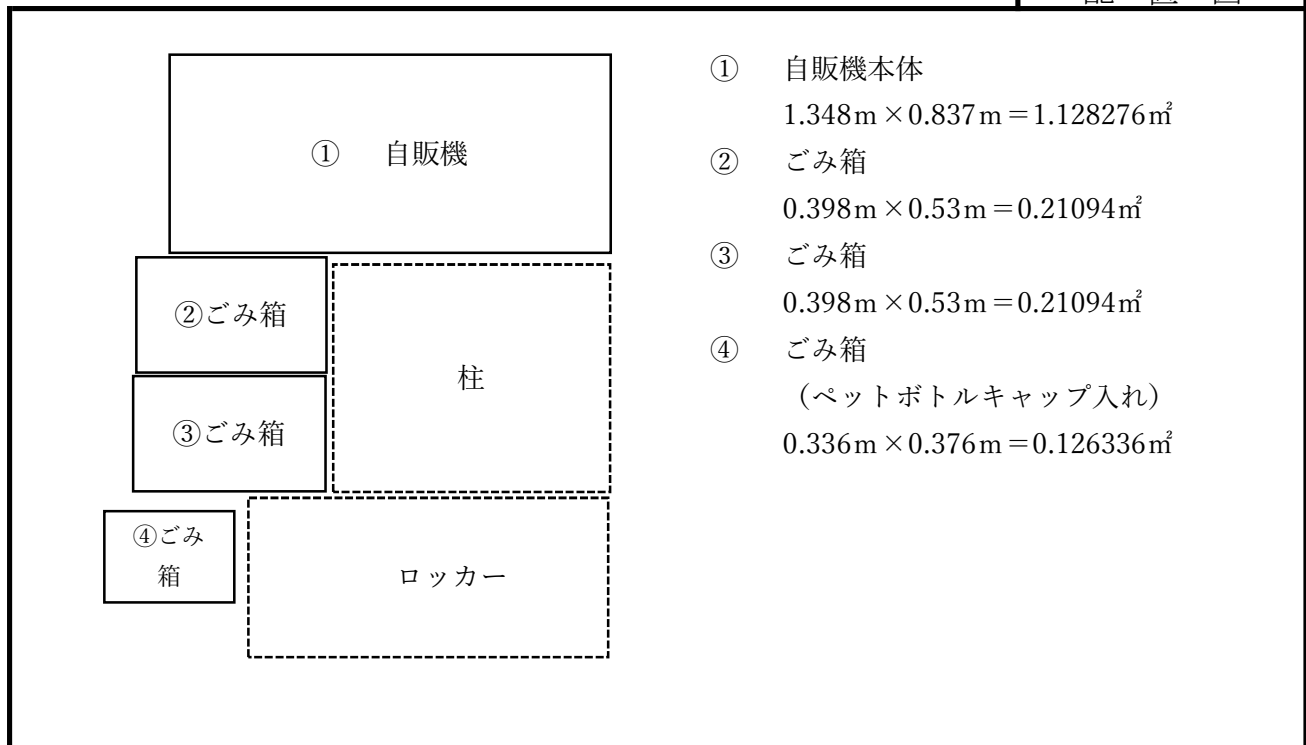 ① 自販機
②ごみ箱
③ごみ箱
④ごみ
箱
柱
ロッカー
① 自販機本体
1.348m×0.837m=1.128276㎡
② ごみ箱
0.398m×0.53m=0.21094㎡
③ ごみ箱
0.398m×0.53m=0.21094㎡
④ ごみ箱
（ペットボトルキャップ入れ）
0.336m×0.376m=0.126336㎡